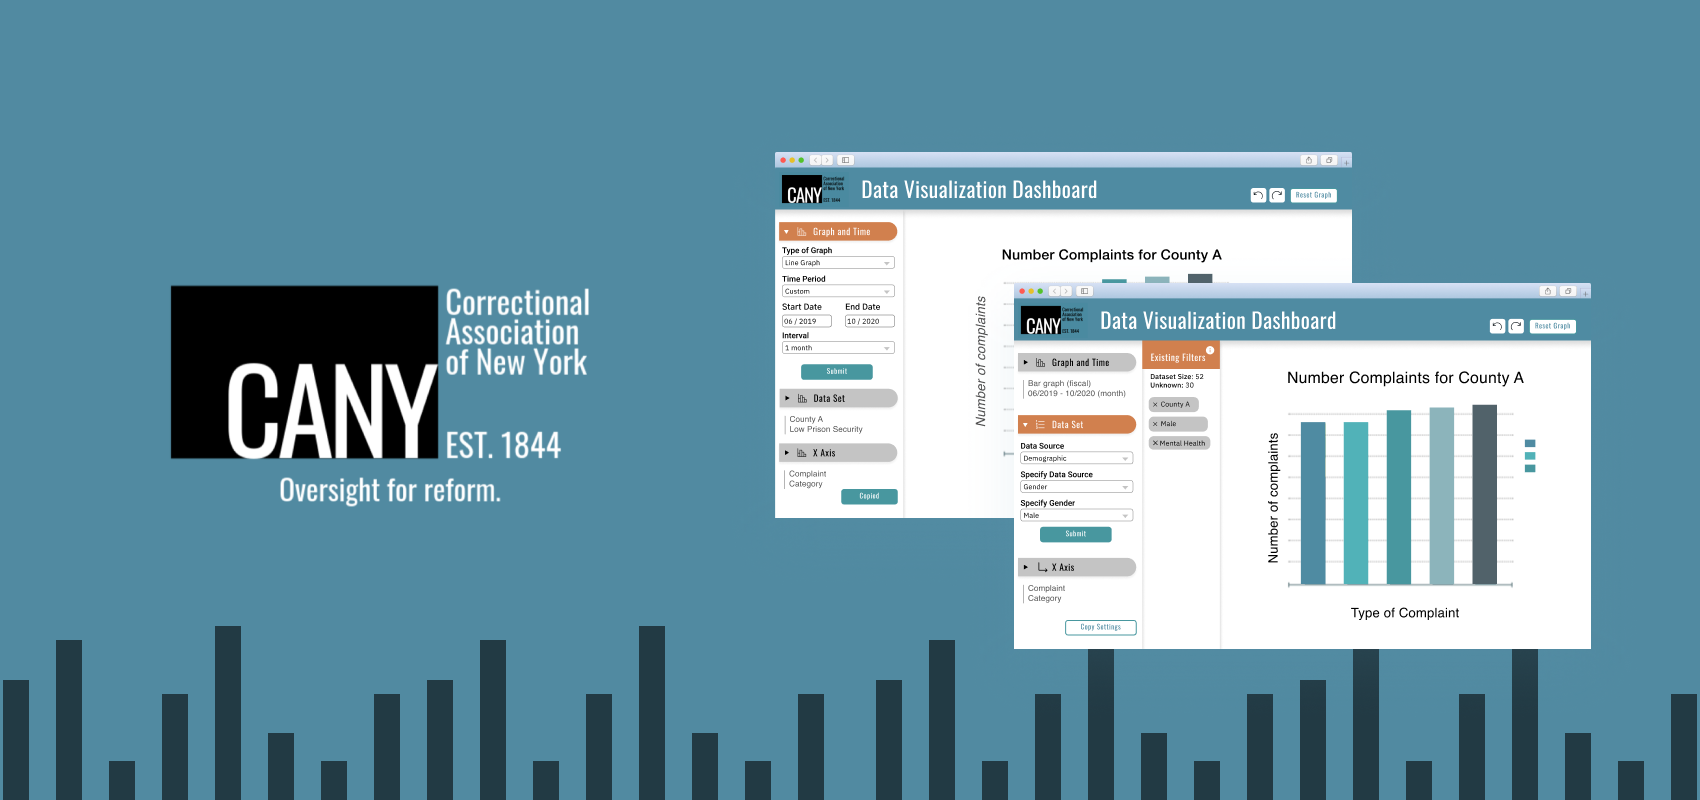 CANY
Correctional
Association
of New York
EST. 1844
Oversight for reform.
CANY
Correctional
Association
of New York
EST. 1844
Data Visualization Dashboard
Reset Graph
Graph and Time
Type of Graph
Line Graph
Time Period
Custom
Start Date End Date
06 / 2019 10 / 2020
Interval
1 month
Submit
Data Set
County A
Low Prison Security
X Axis
Complaint
Category
Copied
Number Complaints for County A
Number of complaints
CANY
Correctional
Association
of New York
EST. 1844
Data Visualization Dashboard
Reset Graph
Graph and Time
Bar graph (fiscal)
06/2019 - 10/2020 (month)
Data Set
Data Source
Demographic
Specify Data Source
Gender
Specify Gender
Male
Submit
X Axis
Complaint
Category
Copy Settings
Existing Filters
Dataset Size: 52
Unknown: 30
× County A
× Male
× Mental Health
Number Complaints for County A
Number of complaints
Type of Complaint